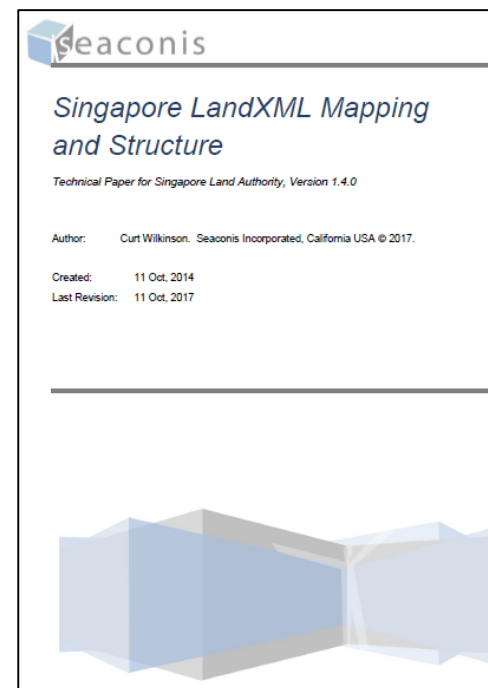 seaconis
Singapore LandXML Mapping
and Structure
Technical Paper for Singapore Land Authority, Version 1.4.0
Author: Curt Wilkinson. Seaconis Incorporated, California USA © 2017.
Created: 11 Oct, 2014
Last Revision: 11 Oct, 2017